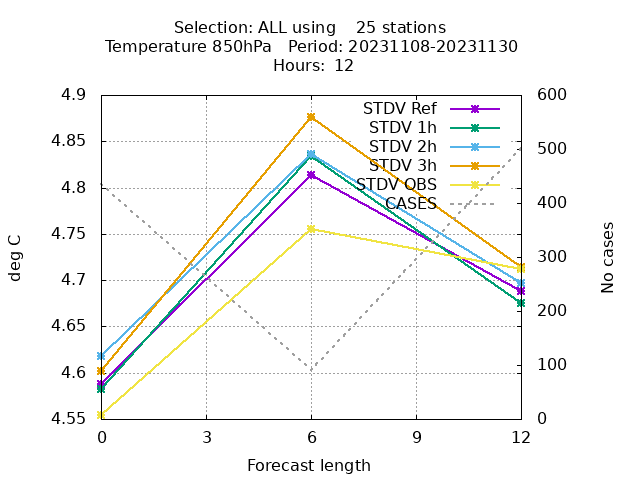 Selection: ALL using    25 stations
Temperature 850hPa   Period: 20231108-20231130
Hours:  12
4.9
4.85
4.8
4.75
4.7
4.65
4.6
4.55
600
500
400
300
200
100
0
STDV Ref
STDV 1h
STDV 2h
STDV 3h
STDV OBS
CASES
deg C
No cases
0 3 6 9 12
Forecast length